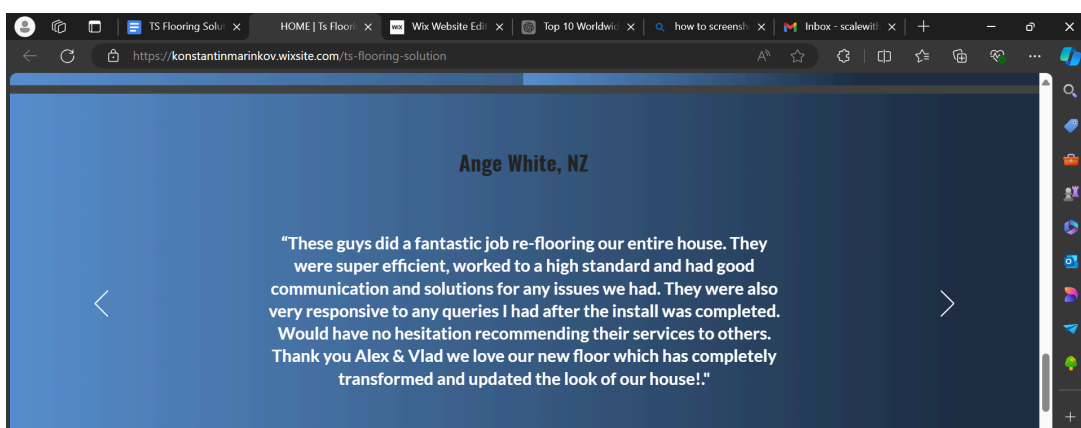 TS Flooring Solu
HOME | Ts Floori
WIX
Wix Website Edit
Top 10 Worldwid
how to screensh
Inbox - scalewith
https://konstantinmarinkov.wixsite.com/ts-flooring-solution
Ange White, NZ
“These guys did a fantastic job re-flooring our entire house. They
were super efficient, worked to a high standard and had good
communication and solutions for any issues we had. They were also
very responsive to any queries I had after the install was completed.
Would have no hesitation recommending their services to others.
Thank you Alex & Vlad we love our new floor which has completely
transformed and updated the look of our house!."